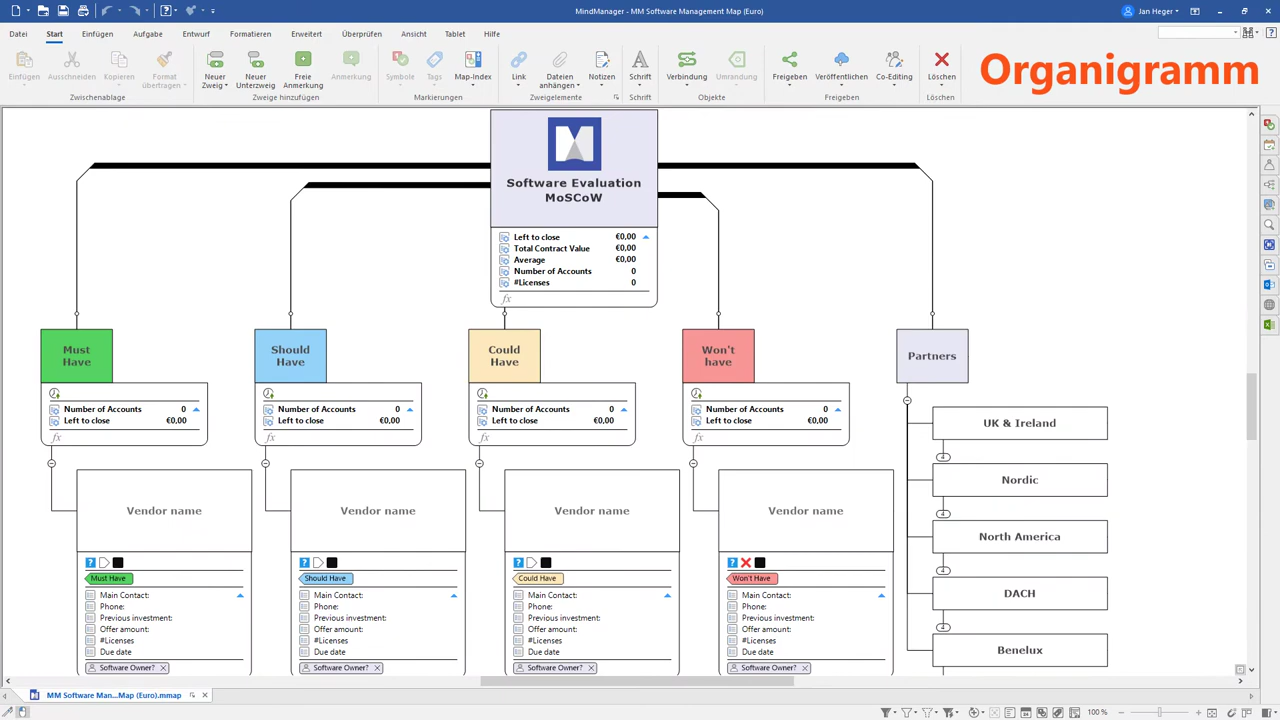 MindManager - MM Software Management Map (Euro)
Jan Heger
Datei
Start
Einfügen
Aufgabe
Entwurf
Formatieren
Erweitert
Überprüfen
Ansicht
Tablet
Hilfe
Einfügen
Ausschneiden
Kopieren
Format übertragen
Neuer Zweig
Neuer Unterzweig
Freie Anmerkung
Anmerkung
Symbole
Tags
Map-Index
Link
Dateien anhängen
Notizen
Schrift
Verbindung
Umrandung
Freigeben
Veröffentlichen
Co-Editing
Löschen
Zwischenablage
Zweige hinzufügen
Markierungen
Zweigelemente
Schrift
Objekte
Freigeben
Löschen
Organigramm
Software Evaluation
MoSCoW
Left to close €0,00
Total Contract Value €0,00
Average €0,00
Number of Accounts 0
#Licenses 0
fx
Must
Have
Number of Accounts 0
Left to close €0,00
fx
Vendor name
Must Have
Main Contact:
Phone:
Previous investment:
Offer amount:
#Licenses
Due date
Software Owner?
Should
Have
Number of Accounts 0
Left to close €0,00
fx
Vendor name
Should Have
Main Contact:
Phone:
Previous investment:
Offer amount:
#Licenses
Due date
Software Owner?
Could
Have
Number of Accounts 0
Left to close €0,00
fx
Vendor name
Could Have
Main Contact:
Phone:
Previous investment:
Offer amount:
#Licenses
Due date
Software Owner?
Won't
have
Number of Accounts 0
Left to close €0,00
fx
Vendor name
Won't Have
Main Contact:
Phone:
Previous investment:
Offer amount:
#Licenses
Due date
Software Owner?
Partners
UK & Ireland
4
Nordic
4
North America
4
DACH
4
Benelux
MM Software Man...Map (Euro).mmap
100 %